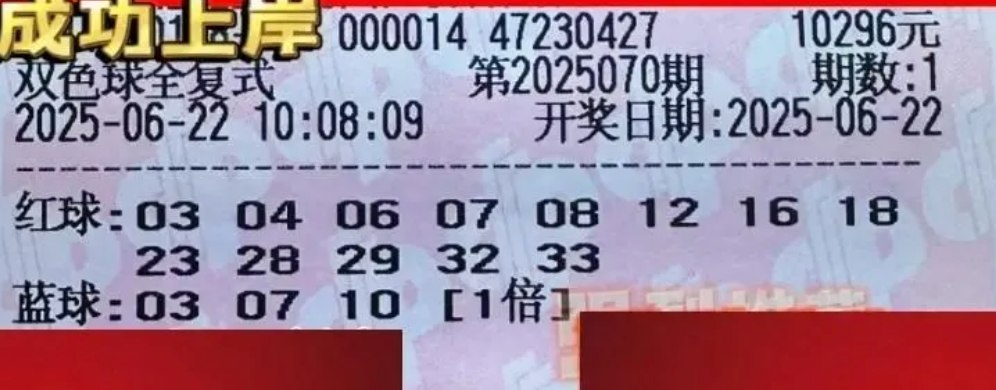 成功上岸
000014 47230427 10296元
双色球全复式 第2025070期 期数:1
2025-06-22 10:08:09 开奖日期:2025-06-22
红球:03 04 06 07 08 12 16 18
23 28 29 32 33
蓝球:03 07 10 [1倍]